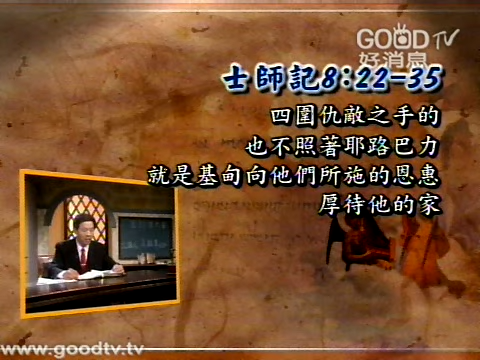 GOOD TV
好消息
士師記8:22-35
四圍仇敵之手的
也不照著耶路巴力
就是基甸向他們所施的恩惠
厚待他的家
www.goodtv.tv